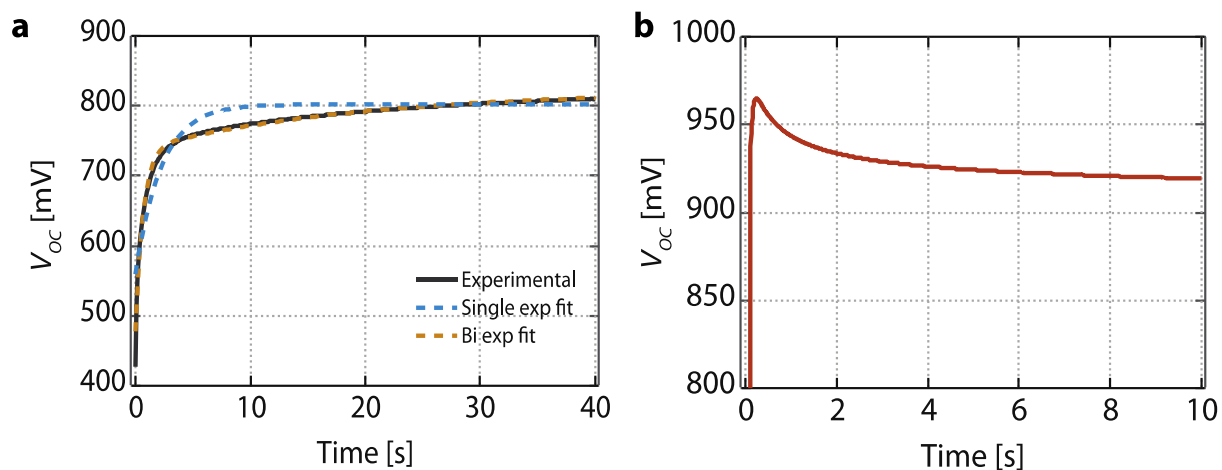 a
900
800
700
600
500
400
V_OC [mV]
Experimental
Single exp fit
Bi exp fit
0 10 20 30 40
Time [s]
b
1000
950
900
850
800
V_OC [mV]
0 2 4 6 8 10
Time [s]